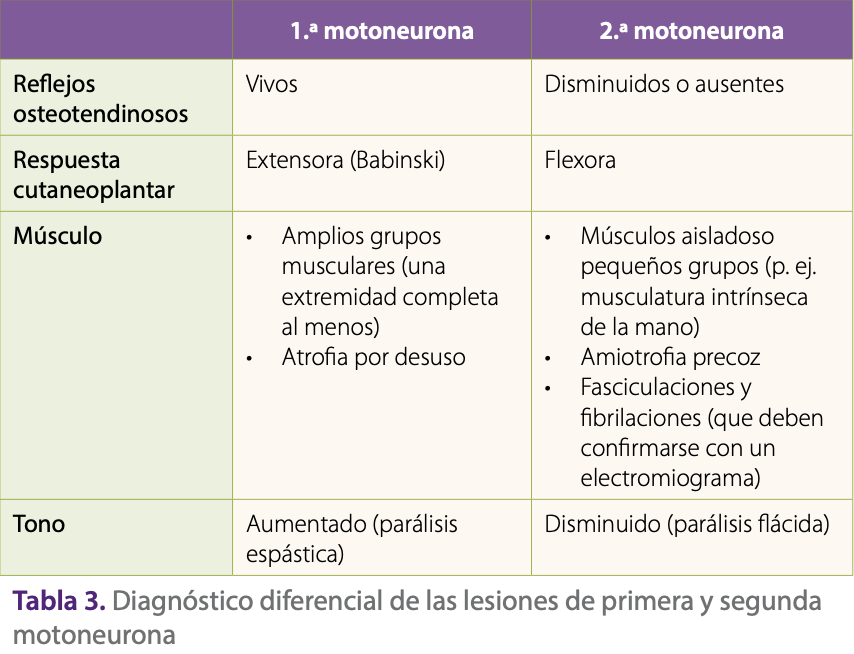 1.ª motoneurona
2.ª motoneurona
Reflejos
osteotendinosos
Vivos
Disminuidos o ausentes
Respuesta
cutaneoplantar
Extensora (Babinski)
Flexora
Músculo
• Amplios grupos
musculares (una
extremidad completa
al menos)
• Atrofia por desuso
• Músculos aisladoso
pequeños grupos (p. ej.
musculatura intrínseca
de la mano)
• Amiotrofia precoz
• Fasciculaciones y
fibrilaciones (que deben
confirmarse con un
electromiograma)
Tono
Aumentado (parálisis
espástica)
Disminuido (parálisis flácida)
Tabla 3. Diagnóstico diferencial de las lesiones de primera y segunda
motoneurona